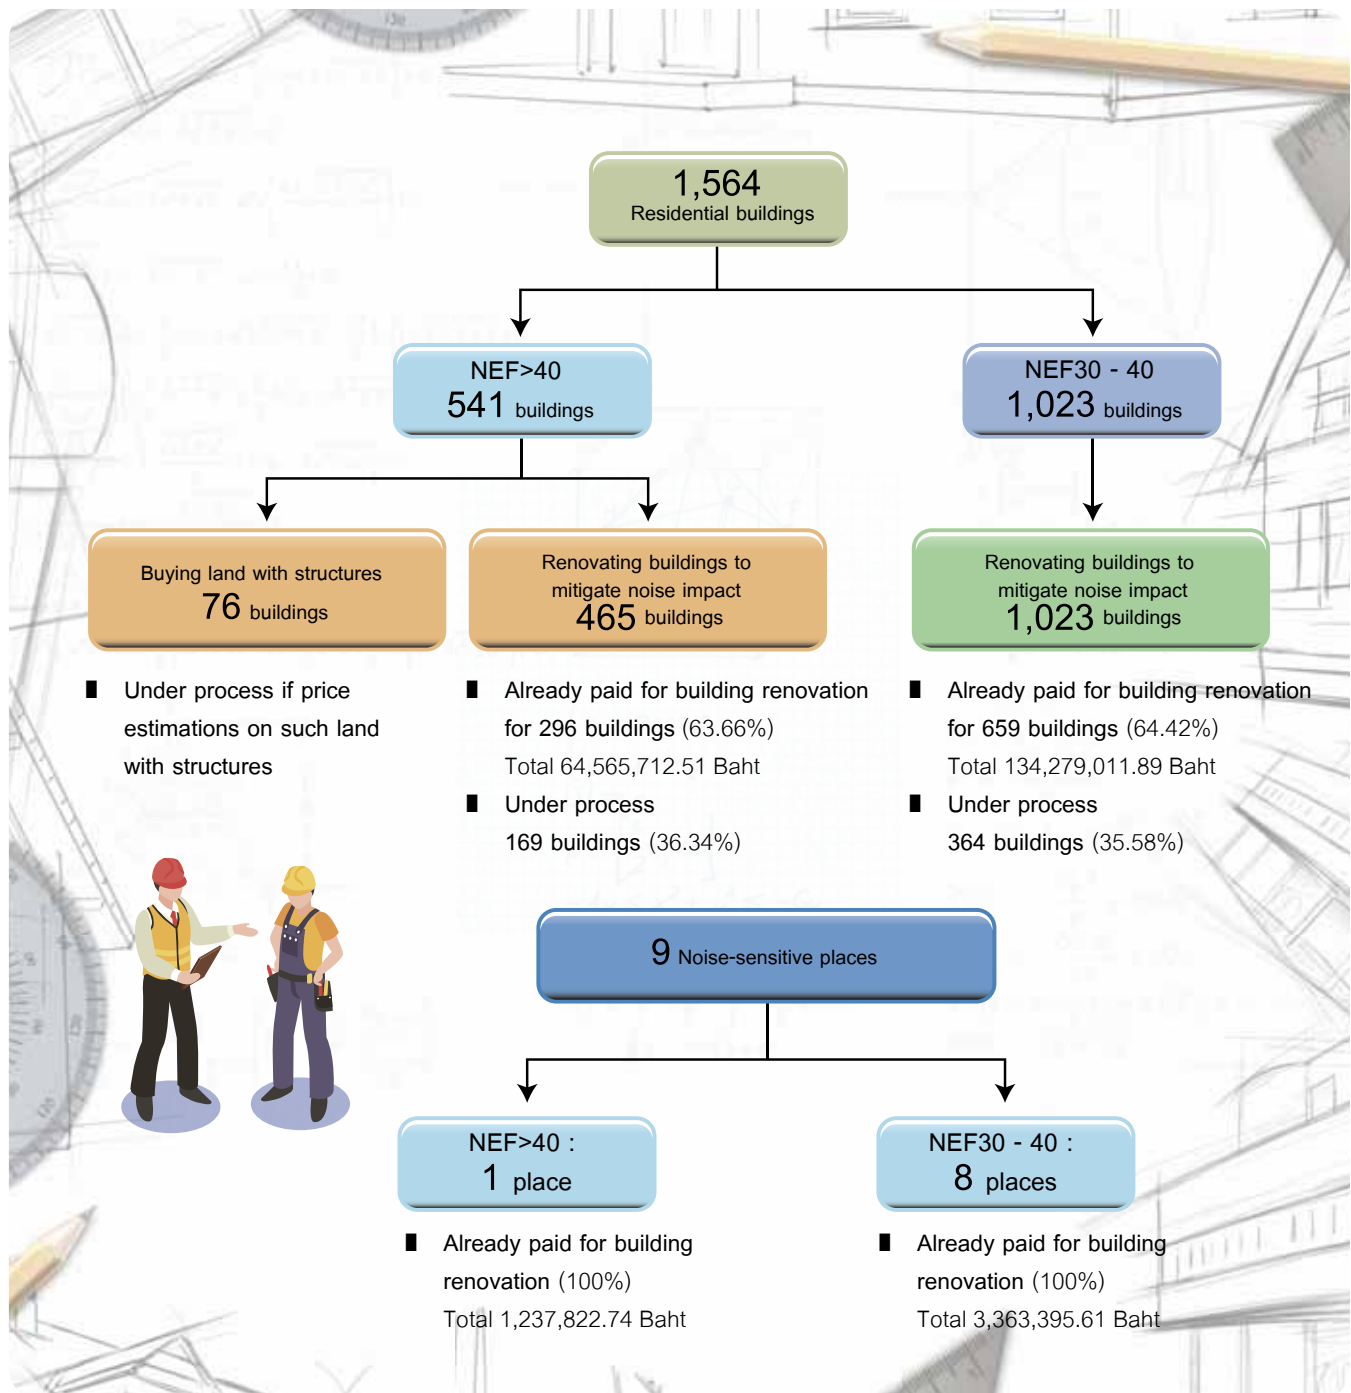 1,564
Residential buildings
NEF>40
541 buildings
NEF30 - 40
1,023 buildings
Buying land with structures
76 buildings
Renovating buildings to
mitigate noise impact
465 buildings
Renovating buildings to
mitigate noise impact
1,023 buildings
■ Under process if price
estimations on such land
with structures
■ Already paid for building renovation
for 296 buildings (63.66%)
Total 64,565,712.51 Baht
■ Under process
169 buildings (36.34%)
■ Already paid for building renovation
for 659 buildings (64.42%)
Total 134,279,011.89 Baht
■ Under process
364 buildings (35.58%)
9 Noise-sensitive places
NEF>40 :
1 place
NEF30 - 40 :
8 places
■ Already paid for building
renovation (100%)
Total 1,237,822.74 Baht
■ Already paid for building
renovation (100%)
Total 3,363,395.61 Baht